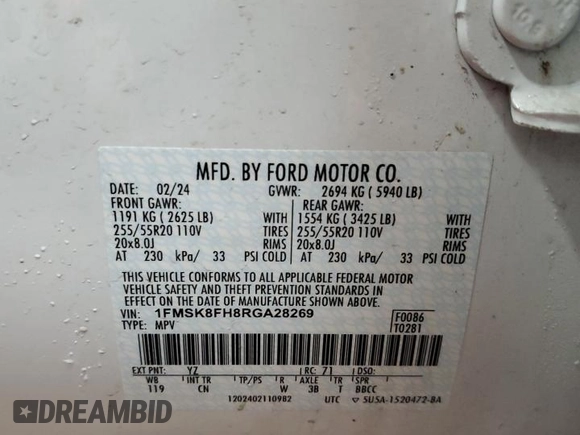 MFD. BY FORD MOTOR CO.
DATE: 02/24 GVWR: 2694 KG ( 5940 LB)
FRONT GAWR: REAR GAWR:
1191 KG ( 2625 LB) WITH 1554 KG ( 3425 LB) WITH
255/55R20 110V TIRES 255/55R20 110V TIRES
20x8.0J RIMS 20x8.0J RIMS
AT 230 kPa/ 33 PSI COLD AT 230 kPa/ 33 PSI COLD
THIS VEHICLE CONFORMS TO ALL APPLICABLE FEDERAL MOTOR
VEHICLE SAFETY AND THEFT PREVENTION STANDARDS IN
EFFECT ON THE DATE OF MANUFACTURE SHOWN ABOVE.
VIN: 1FMSK8FH8RGA28269 F0086
TYPE: MPV T0281
EXT PNT: YZ RC: 71 DSO:
WB INT TR TP/PS R AXLE TR SPR
119 CN W 3B T BBCC
1202402110982 UTC 5U5A-1520472-BA
DREAMBID